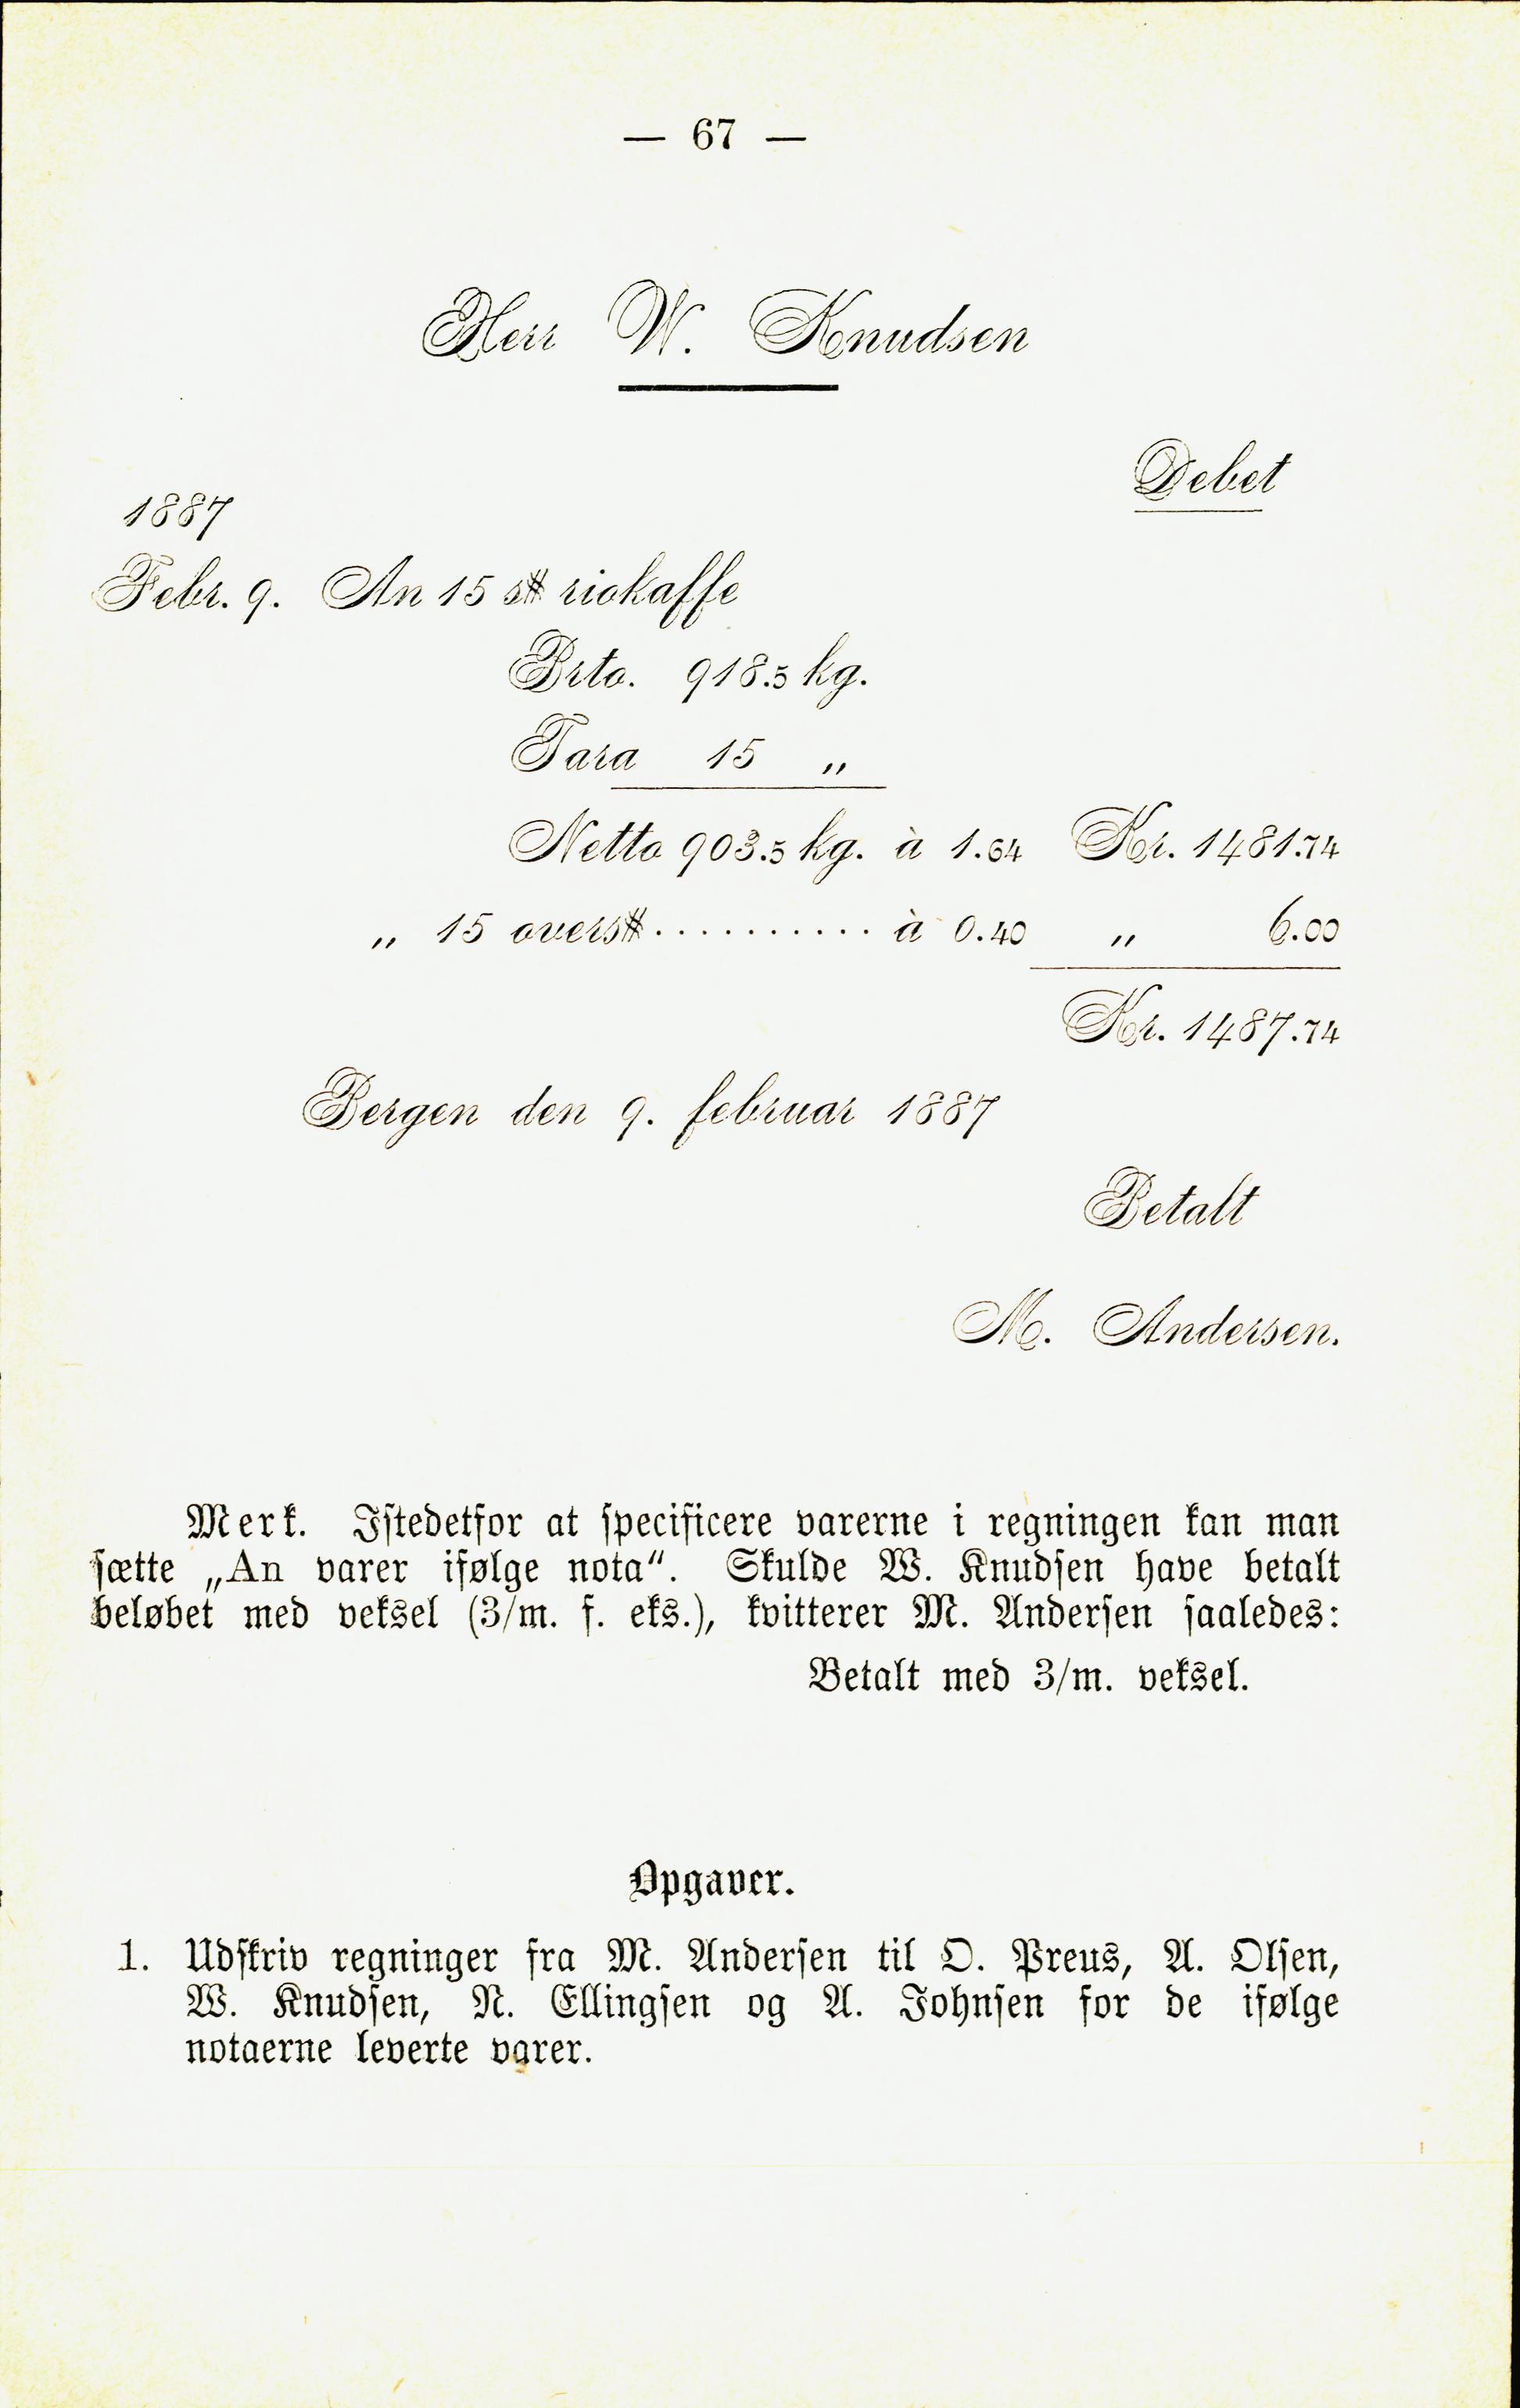 — 67 —
Herr W. Knudsen
Debet
1887
Febr. 9. An 15 s# riokaffe
Brto. 918.5 kg.
Tara 15 „
Netto 903.5 kg. à 1.64 Kr. 1481.74
„ 15 overs# .......... à 0.40 „ 6.00
Kr. 1487.74
Bergen den 9. februar 1887
Betalt
M. Andersen.
Merk. Istedetfor at specificere varerne i regningen kan man
sætte „An varer ifølge nota“. Skulde W. Knudsen have betalt
beløbet med veksel (3/m. f. eks.), kvitterer M. Andersen saaledes:
Betalt med 3/m. veksel.
Opgaver.
1. Udskriv regninger fra M. Andersen til O. Preus, A. Olsen,
W. Knudsen, N. Ellingsen og A. Johnsen for de ifølge
notaerne leverte varer.